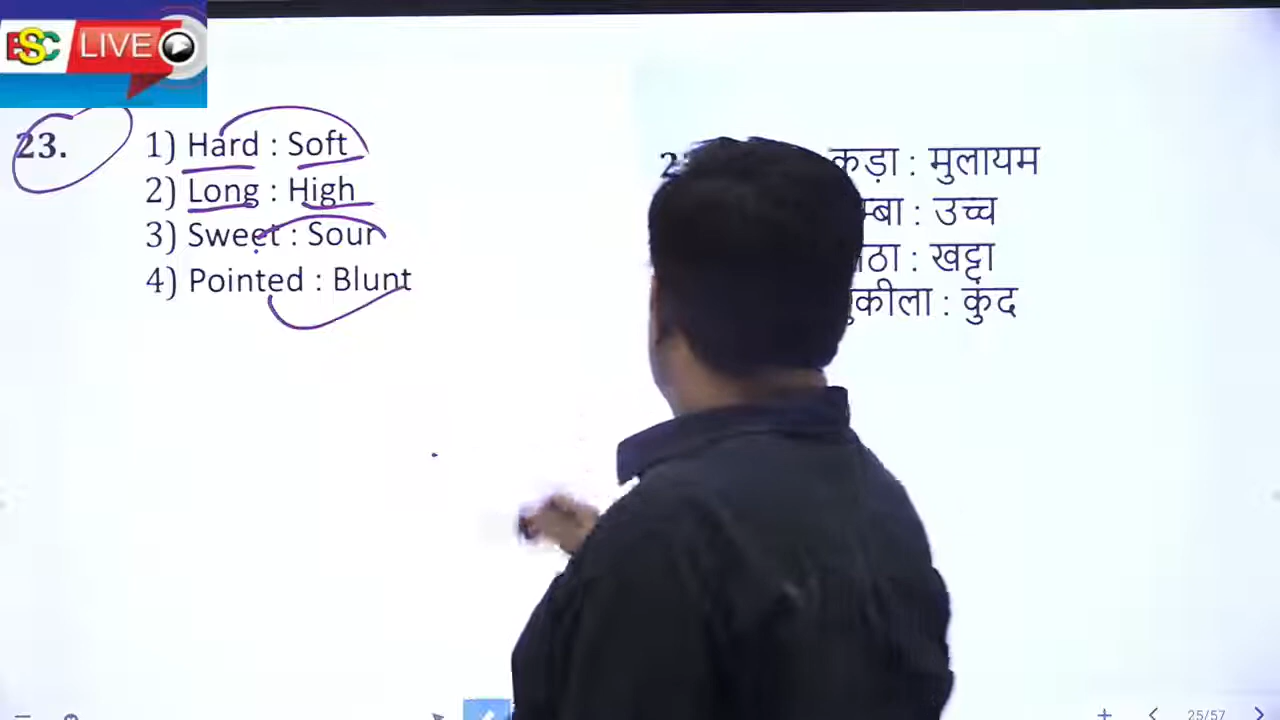 BSC LIVE
23. 1) Hard : Soft
2) Long : High
3) Sweet : Sour
4) Pointed : Blunt
कड़ा : मुलायम
: उच्च
: खट्टा
: कुंद
25/57